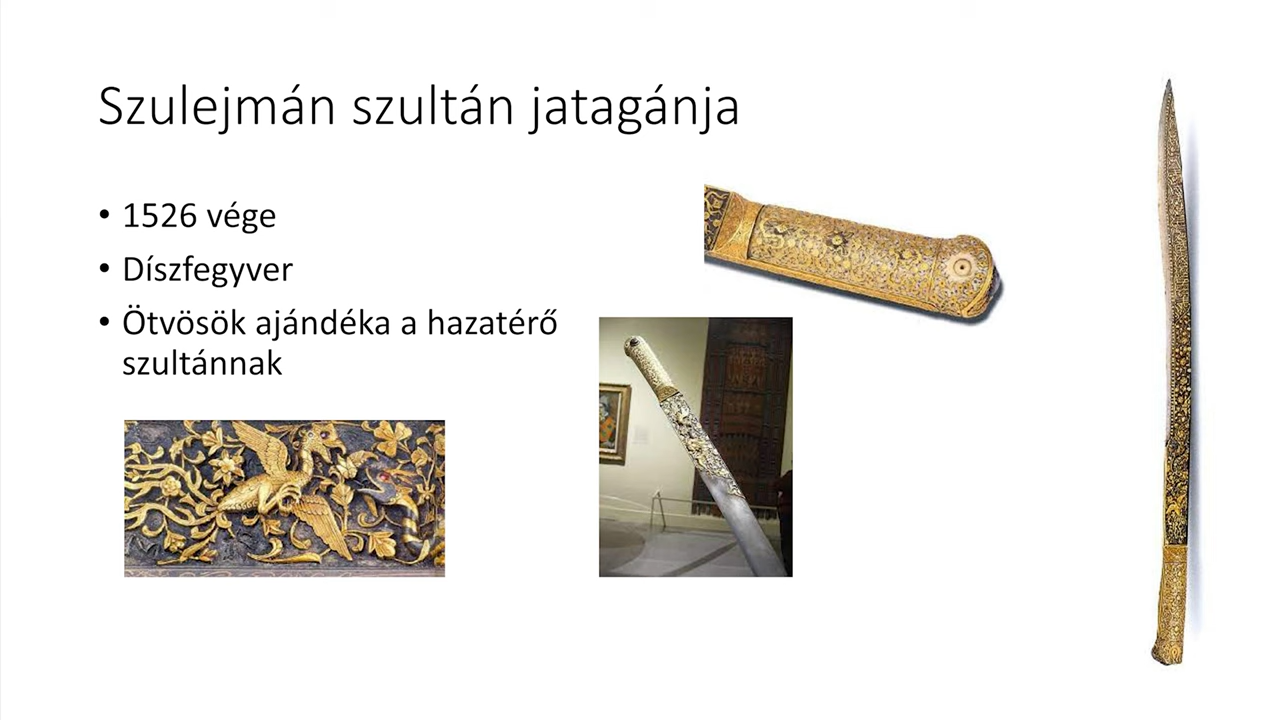 Szulejmán szultán jatagánja
• 1526 vége
• Díszfegyver
• Ötvösök ajándéka a hazatérő
szultánnak